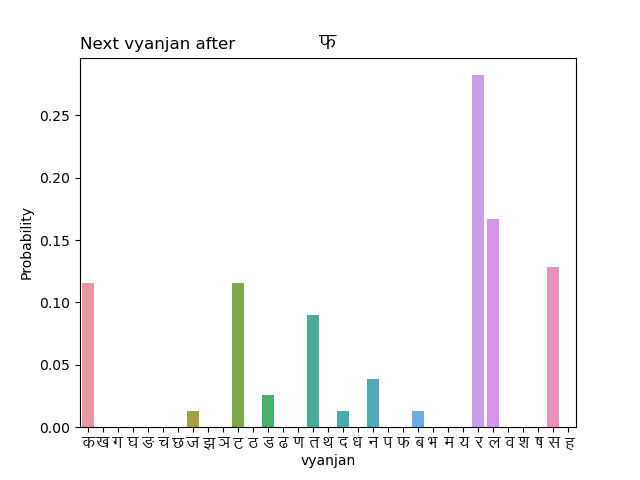 Next vyanjan after फ
0.25
0.20
0.15
0.10
0.05
0.00
Probability
क ख ग घ ङ च छ ज झ ञ ट ठ ड ढ ण त थ द ध न प फ ब भ म य र ल व श ष स ह
vyanjan